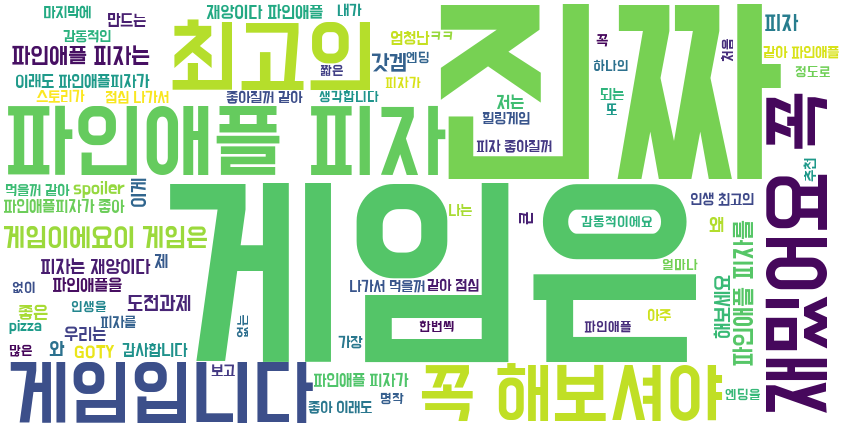 마지막에
만드는
재앙이다 파인애플
내가
감동적인
파인애플 피자는
최고의
엄청난ㅋㅋ
진짜
피자
꼭
처음
같아 파인애플
갓겜
엔딩
짧은
하나의
정도로
이래도 파인애플피자가
피자가
스토리가
점심 나가서
좋아질꺼 같아
생각합니다
저는
되는
또
힐링게임
파인애플 피자
피자 좋아질꺼
꼭 요어씸쨌
추천
먹을꺼 같아
spoiler
이게
파인애플피자가 좋아
게임은
나는
큰
감동적이에요
인생 최고의
왜
파인애플 피자를
게임이에요이 게임은
피자는 재앙이다
제
얼마나
없이
파인애플을
나가서 먹을꺼
같아 점심
해보세요
도전과제
좋은
인생을
pizza
피자를
우리는
한번씩
파인애플
아주
많은
와
GOTY
감사합니다
가장
게임입니다
보고
파인애플 피자가
꼭 해보셔야
좋아 이래도
명작
엔딩을